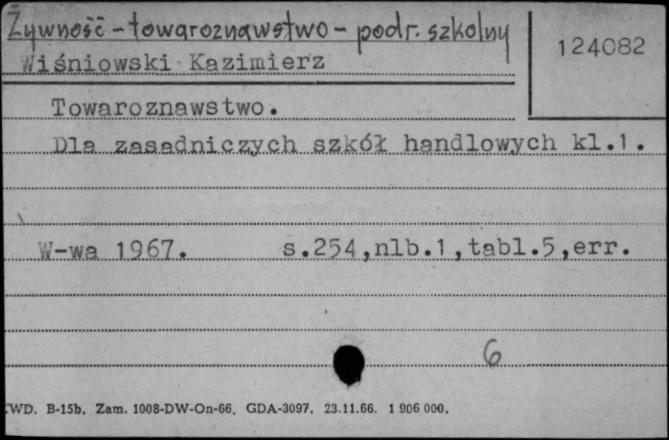 Żywność - towaroznawstwo - podr. szkolny
124082
Wiśniowski Kazimierz
Towaroznawstwo.
Dla zasadniczych szkół handlowych kl.1.
W-wa 1967. s.254,nlb.1,tabl.5,err.
6
WD. B-15b. Zam. 1008-DW-On-66. GDA-3097. 23.11.66. 1 906 000.